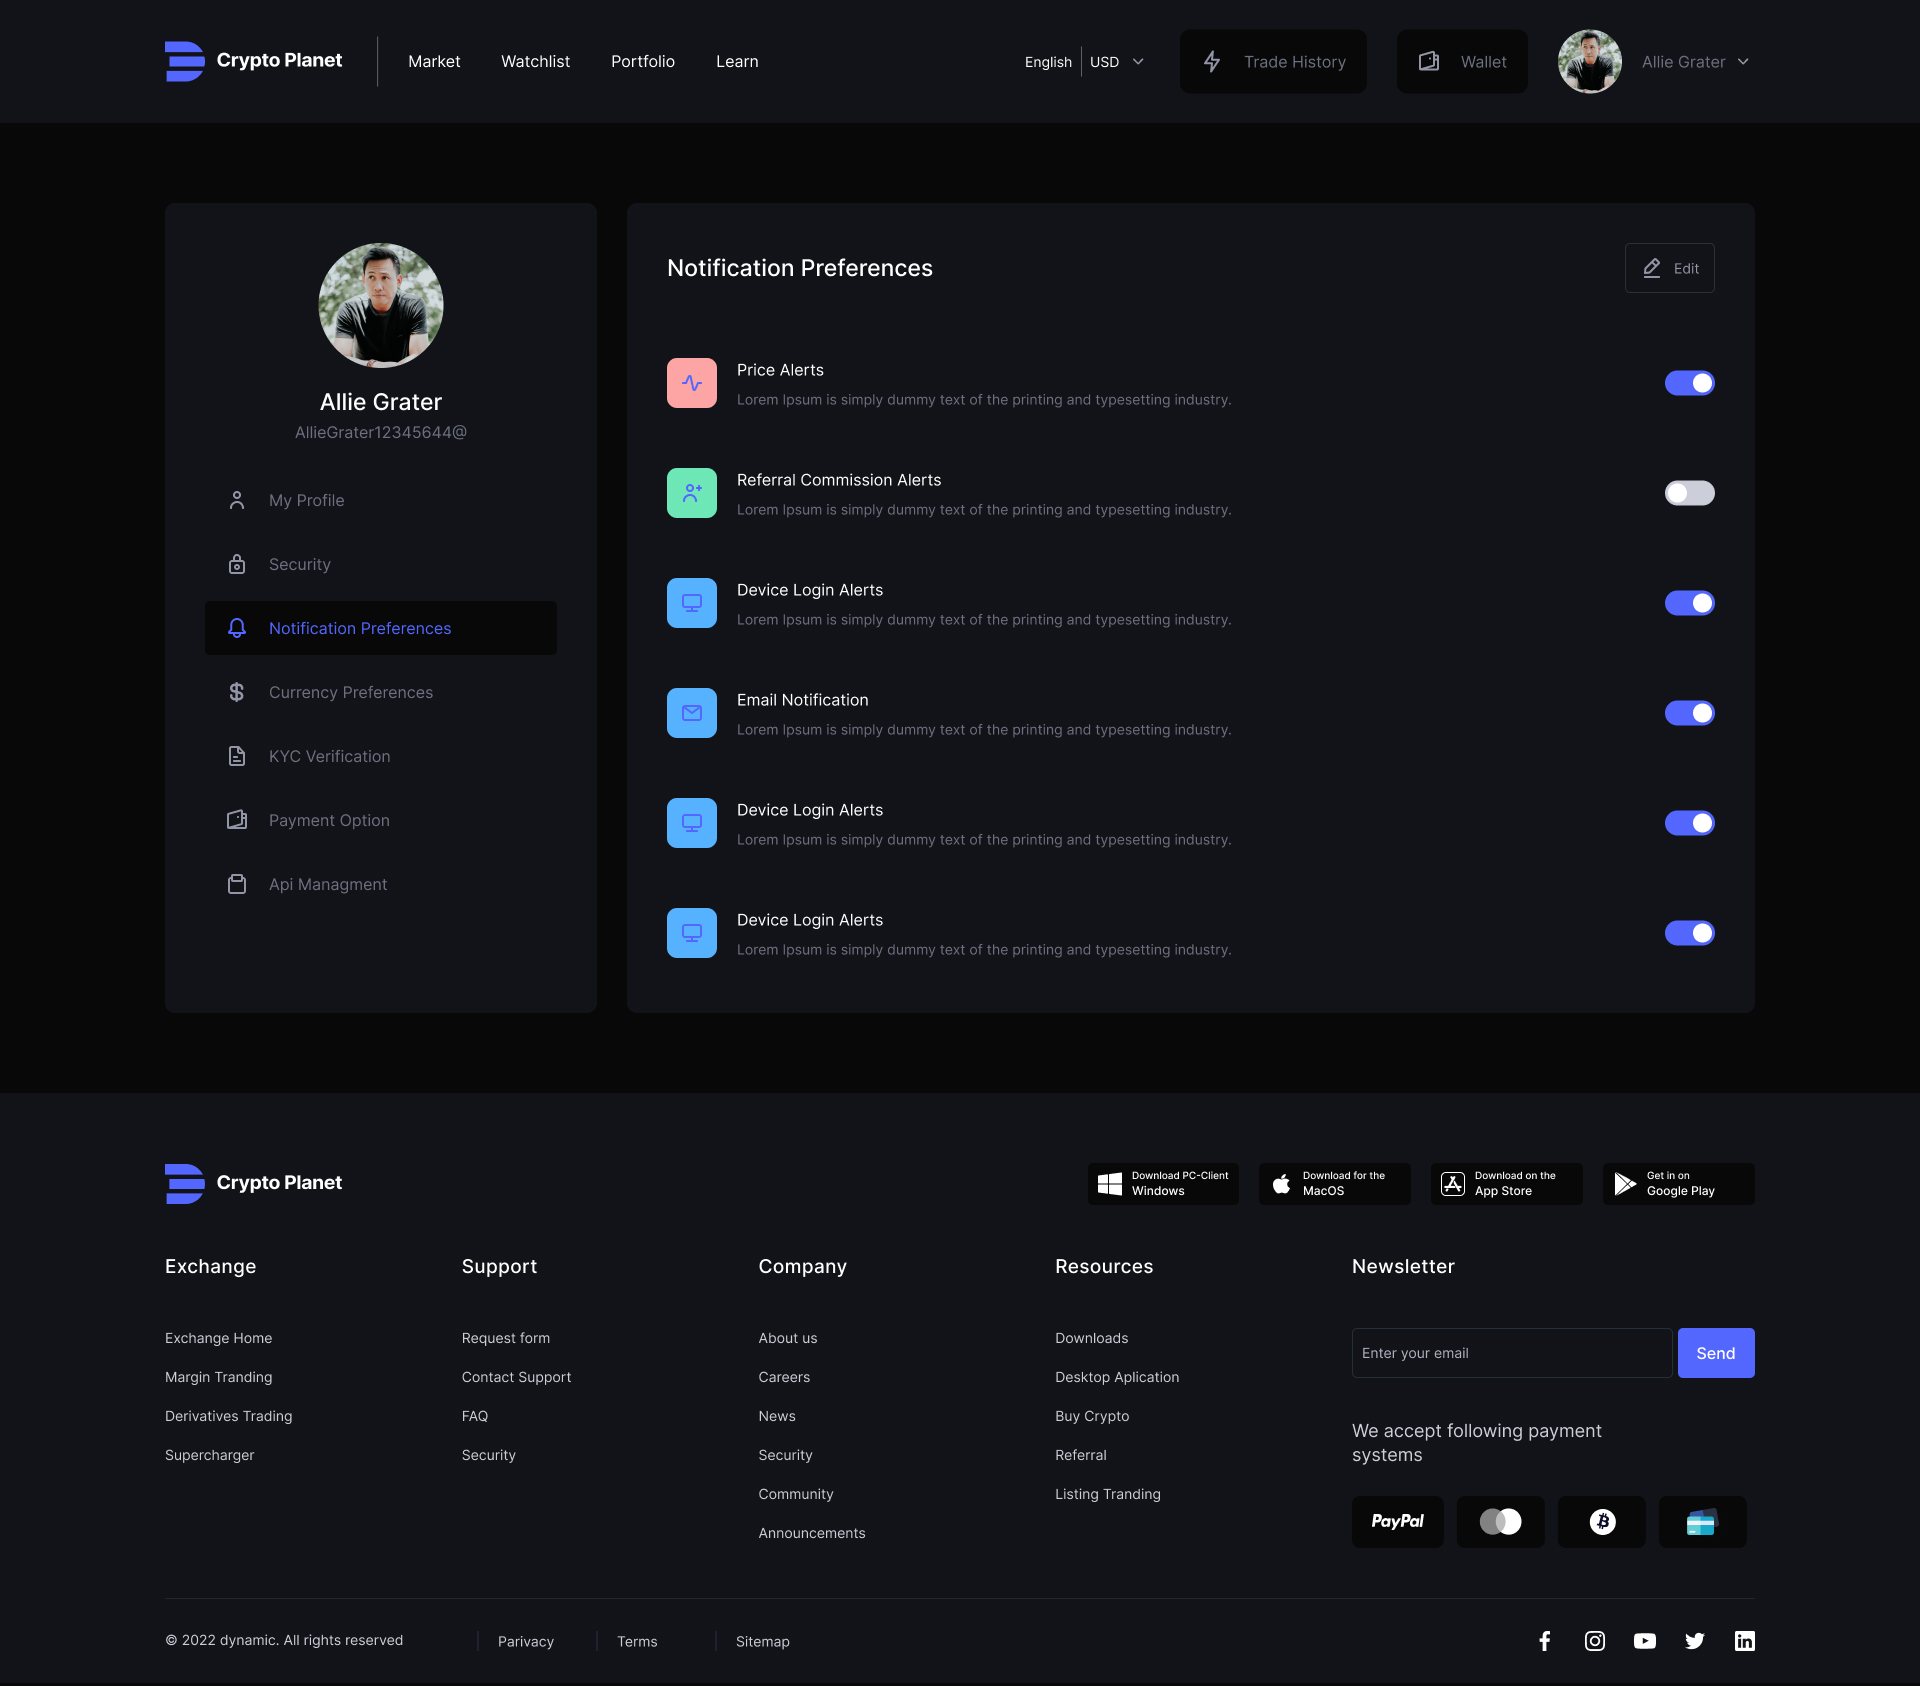 Crypto Planet
Market
Watchlist
Portfolio
Learn
English
USD
Trade History
Wallet
Allie Grater
Allie Grater
AllieGrater12345644@
My Profile
Security
Notification Preferences
Currency Preferences
KYC Verification
Payment Option
Api Managment
Notification Preferences
Edit
Price Alerts
Lorem Ipsum is simply dummy text of the printing and typesetting industry.
Referral Commission Alerts
Lorem Ipsum is simply dummy text of the printing and typesetting industry.
Device Login Alerts
Lorem Ipsum is simply dummy text of the printing and typesetting industry.
Email Notification
Lorem Ipsum is simply dummy text of the printing and typesetting industry.
Device Login Alerts
Lorem Ipsum is simply dummy text of the printing and typesetting industry.
Device Login Alerts
Lorem Ipsum is simply dummy text of the printing and typesetting industry.
Crypto Planet
Download PC-Client
Windows
Download for the
MacOS
Download on the
App Store
Get in on
Google Play
Exchange
Exchange Home
Margin Tranding
Derivatives Trading
Supercharger
Support
Request form
Contact Support
FAQ
Security
Company
About us
Careers
News
Security
Community
Announcements
Resources
Downloads
Desktop Aplication
Buy Crypto
Referral
Listing Tranding
Newsletter
Enter your email
Send
We accept following payment
systems
PayPal
© 2022 dynamic. All rights reserved
Parivacy
Terms
Sitemap